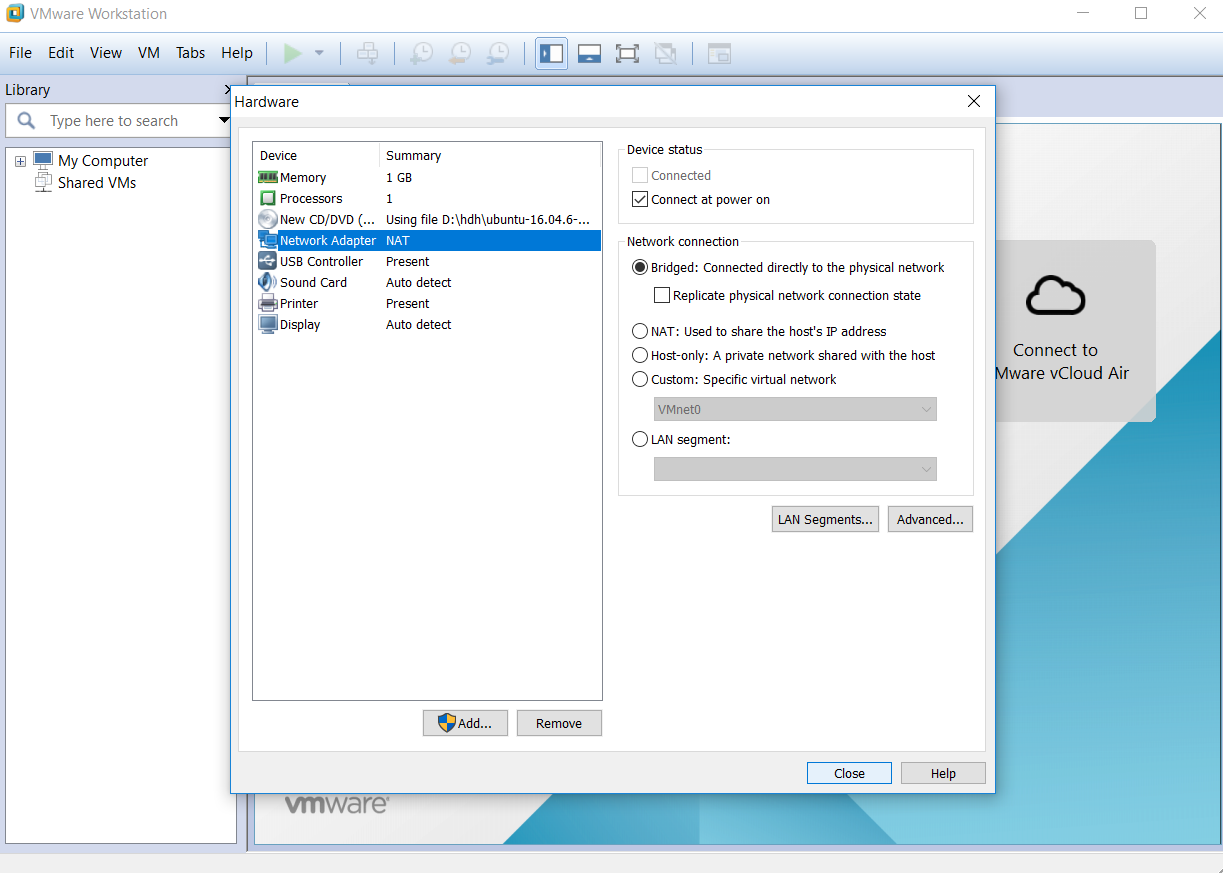 VMware Workstation
File Edit View VM Tabs Help
Library
Type here to search
My Computer
Shared VMs
Hardware
Device Summary
Memory 1 GB
Processors 1
New CD/DVD (... Using file D:\hdh\ubuntu-16.04.6-...
Network Adapter NAT
USB Controller Present
Sound Card Auto detect
Printer Present
Display Auto detect
Add... Remove
Device status
Connected
Connect at power on
Network connection
Bridged: Connected directly to the physical network
Replicate physical network connection state
NAT: Used to share the host's IP address
Host-only: A private network shared with the host
Custom: Specific virtual network
VMnet0
LAN segment:
LAN Segments... Advanced...
Close Help
Connect to
Mware vCloud Air
vmware